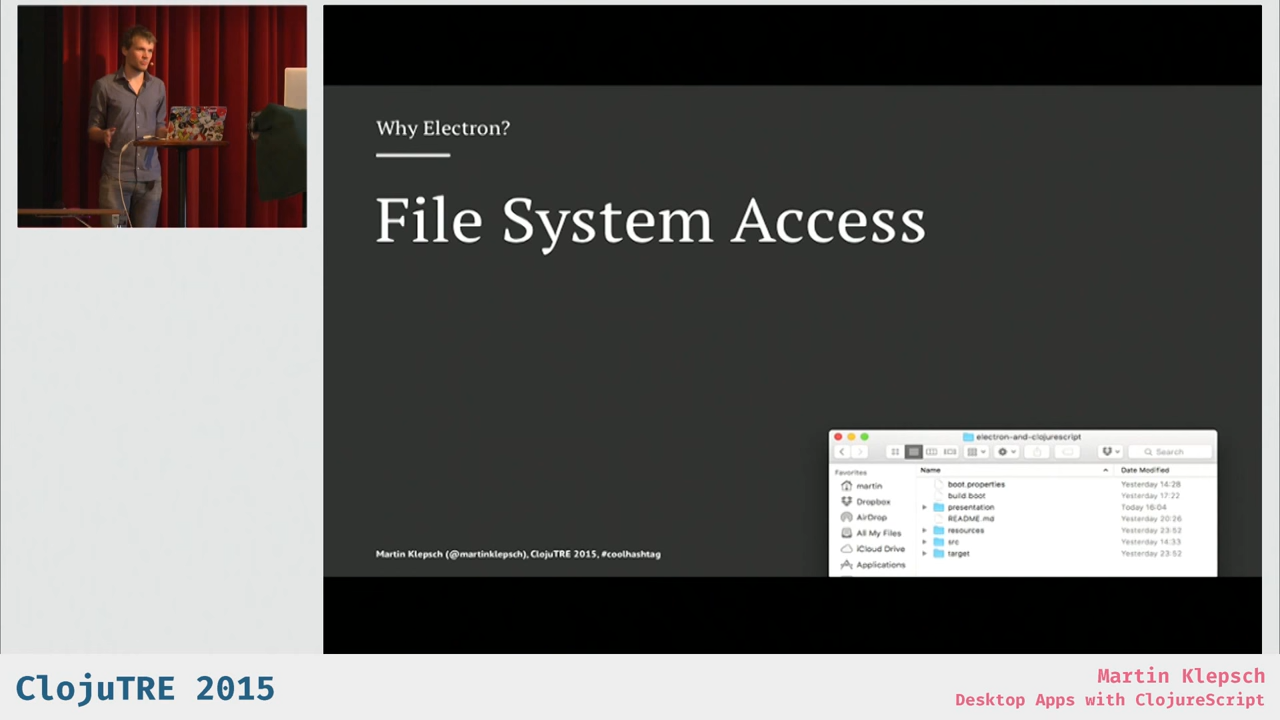 Why Electron?
File System Access
electron-and-clojurescript
Search
Favorites
martin
Dropbox
AirDrop
All My Files
iCloud Drive
Applications
Name
Date Modified
boot.properties
Yesterday 14:28
build.boot
Yesterday 17:22
presentation
Today 16:04
README.md
Yesterday 20:26
resources
Yesterday 23:52
src
Yesterday 14:33
target
Yesterday 23:52
Martin Klepsch (@martinklepsch), ClojuTRE 2015, #coolhashtag
ClojuTRE 2015
Martin Klepsch
Desktop Apps with ClojureScript